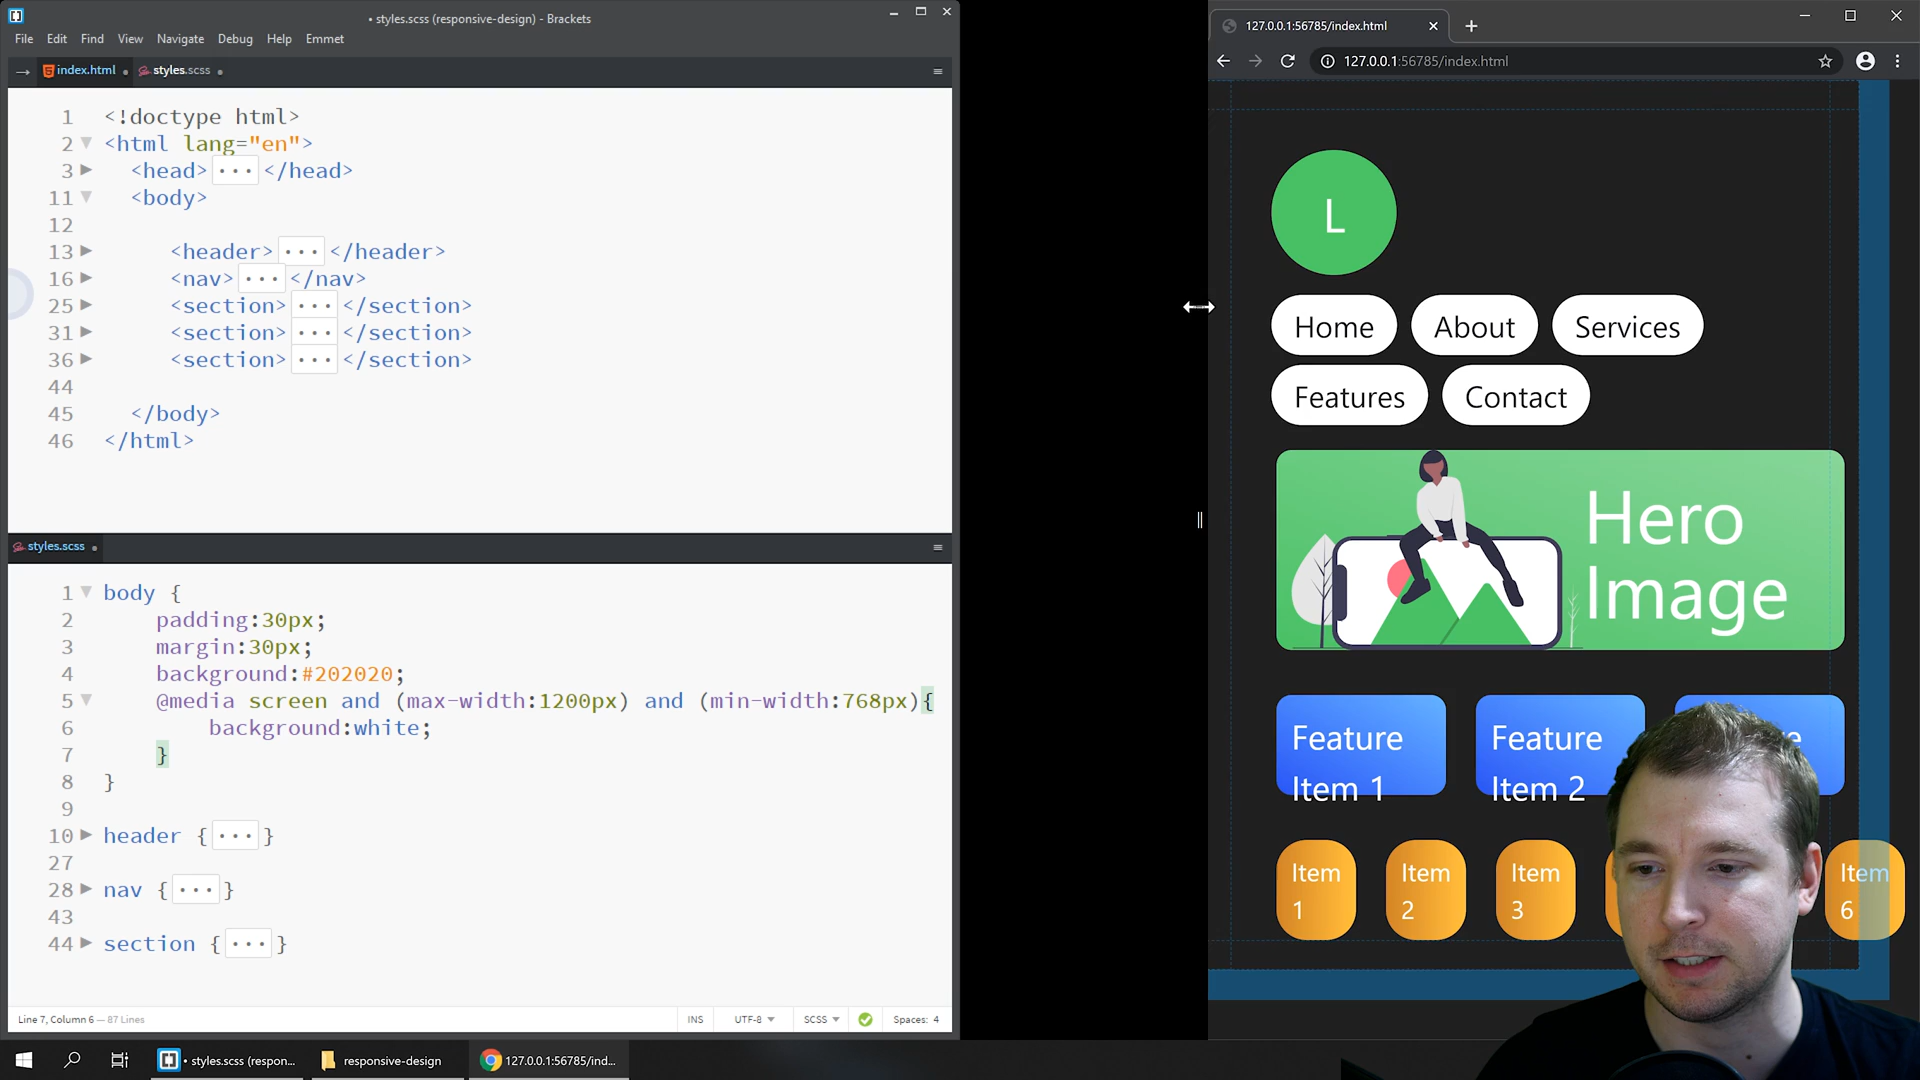 • styles.scss (responsive-design) - Brackets
File Edit Find View Navigate Debug Help Emmet
index.html • styles.scss •
1 <!doctype html>
2 <html lang="en">
3 <head> ... </head>
11 <body>
12
13 <header> ... </header>
16 <nav> ... </nav>
25 <section> ... </section>
31 <section> ... </section>
36 <section> ... </section>
44
45 </body>
46 </html>
styles.scss •
1 body {
2 padding:30px;
3 margin:30px;
4 background:#202020;
5 @media screen and (max-width:1200px) and (min-width:768px){
6 background:white;
7 }
8 }
9
10 header { ... }
27
28 nav { ... }
43
44 section { ... }
Line 7, Column 6 — 87 Lines
INS UTF-8 SCSS Spaces: 4
• styles.scss (respon...
responsive-design
127.0.0.1:56785/ind...
127.0.0.1:56785/index.html
127.0.0.1:56785/index.html
L
Home About Services
Features Contact
Hero
Image
Feature
Item 1
Feature
Item 2
Item
1
Item
2
Item
3
Item
6